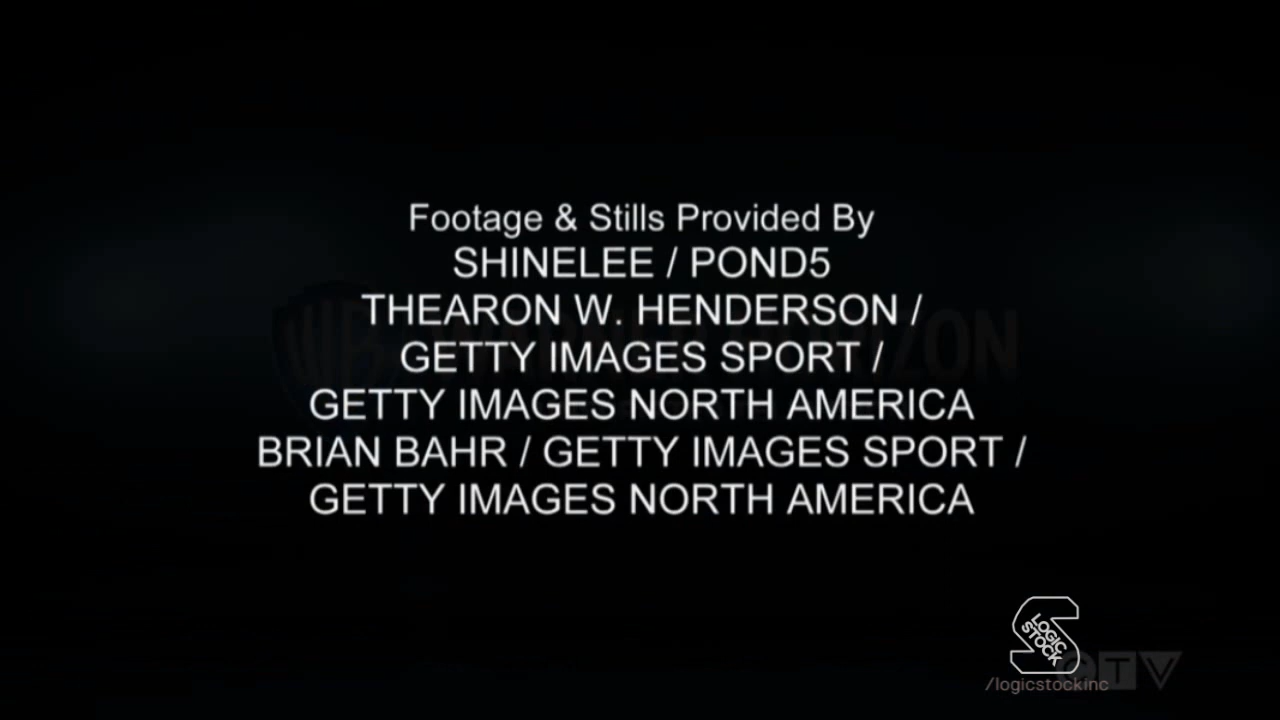 Footage & Stills Provided By
SHINELEE / POND5
THEARON W. HENDERSON /
GETTY IMAGES SPORT /
GETTY IMAGES NORTH AMERICA
BRIAN BAHR / GETTY IMAGES SPORT /
GETTY IMAGES NORTH AMERICA
LOGIC
STOCK
/logicstockinc